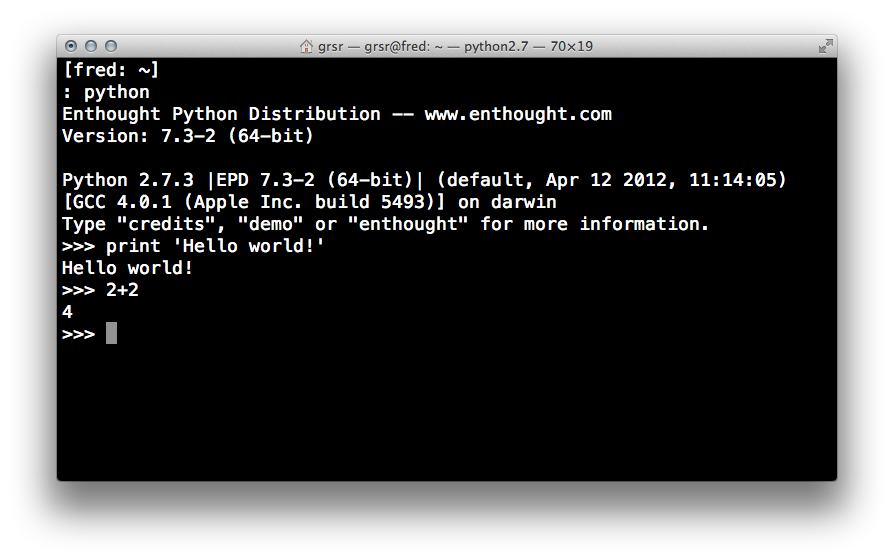 grsr — grsr@fred: ~ — python2.7 — 70×19
[fred: ~]
: python
Enthought Python Distribution -- www.enthought.com
Version: 7.3-2 (64-bit)
Python 2.7.3 |EPD 7.3-2 (64-bit)| (default, Apr 12 2012, 11:14:05)
[GCC 4.0.1 (Apple Inc. build 5493)] on darwin
Type "credits", "demo" or "enthought" for more information.
>>> print 'Hello world!'
Hello world!
>>> 2+2
4
>>>